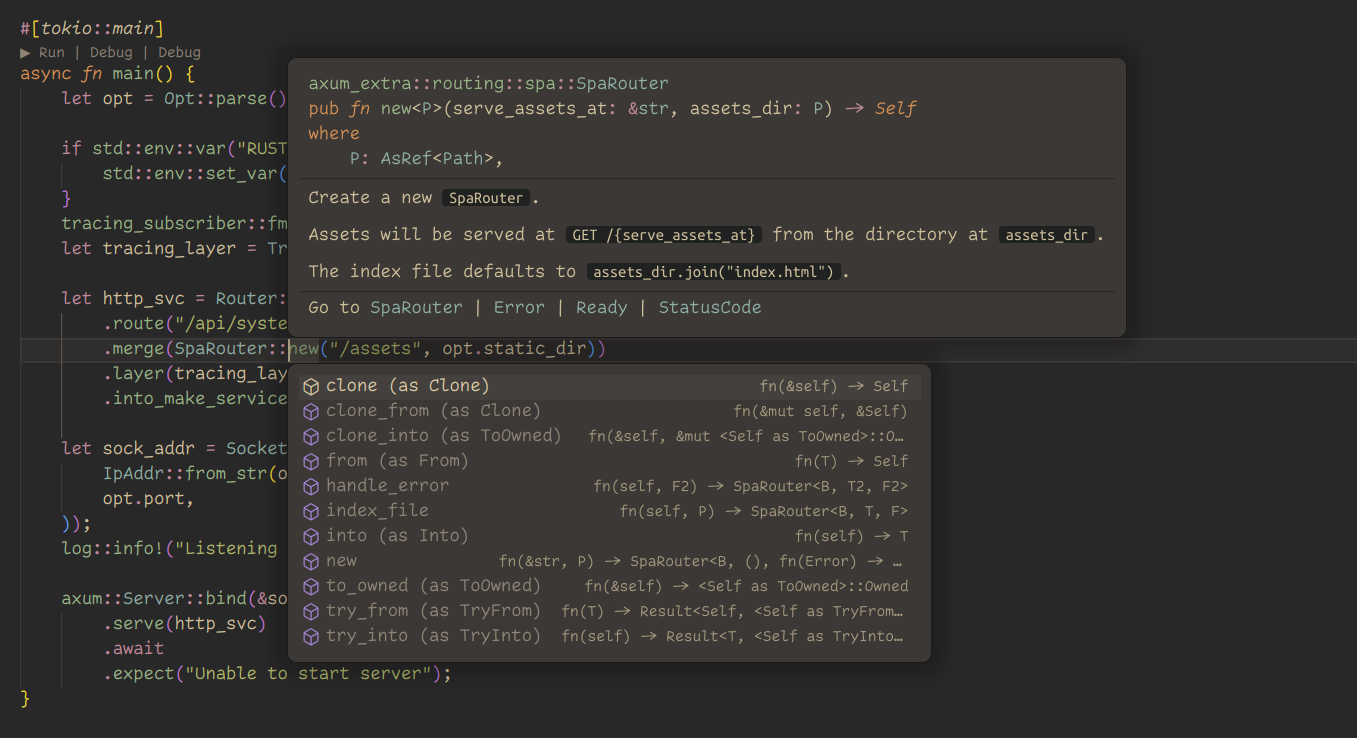 #[tokio::main]
▶ Run | Debug | Debug
async fn main() {
let opt = Opt::parse()
if std::env::var("RUST
std::env::set_var(
}
tracing_subscriber::fm
let tracing_layer = Tr
let http_svc = Router:
.route("/api/syste
.merge(SpaRouter::new("/assets", opt.static_dir))
.layer(tracing_lay
.into_make_service
let sock_addr = Socket
IpAddr::from_str(o
opt.port,
));
log::info!("Listening
axum::Server::bind(&so
.serve(http_svc)
.await
.expect("Unable to start server");
}
axum_extra::routing::spa::SpaRouter
pub fn new<P>(serve_assets_at: &str, assets_dir: P) -> Self
where
P: AsRef<Path>,
Create a new SpaRouter.
Assets will be served at GET /{serve_assets_at} from the directory at assets_dir.
The index file defaults to assets_dir.join("index.html").
Go to SpaRouter | Error | Ready | StatusCode
clone (as Clone) fn(&self) -> Self
clone_from (as Clone) fn(&mut self, &Self)
clone_into (as ToOwned) fn(&self, &mut <Self as ToOwned>::O…
from (as From) fn(T) -> Self
handle_error fn(self, F2) -> SpaRouter<B, T2, F2>
index_file fn(self, P) -> SpaRouter<B, T, F>
into (as Into) fn(self) -> T
new fn(&str, P) -> SpaRouter<B, (), fn(Error) -> …
to_owned (as ToOwned) fn(&self) -> <Self as ToOwned>::Owned
try_from (as TryFrom) fn(T) -> Result<Self, <Self as TryFrom…
try_into (as TryInto) fn(self) -> Result<T, <Self as TryInto…